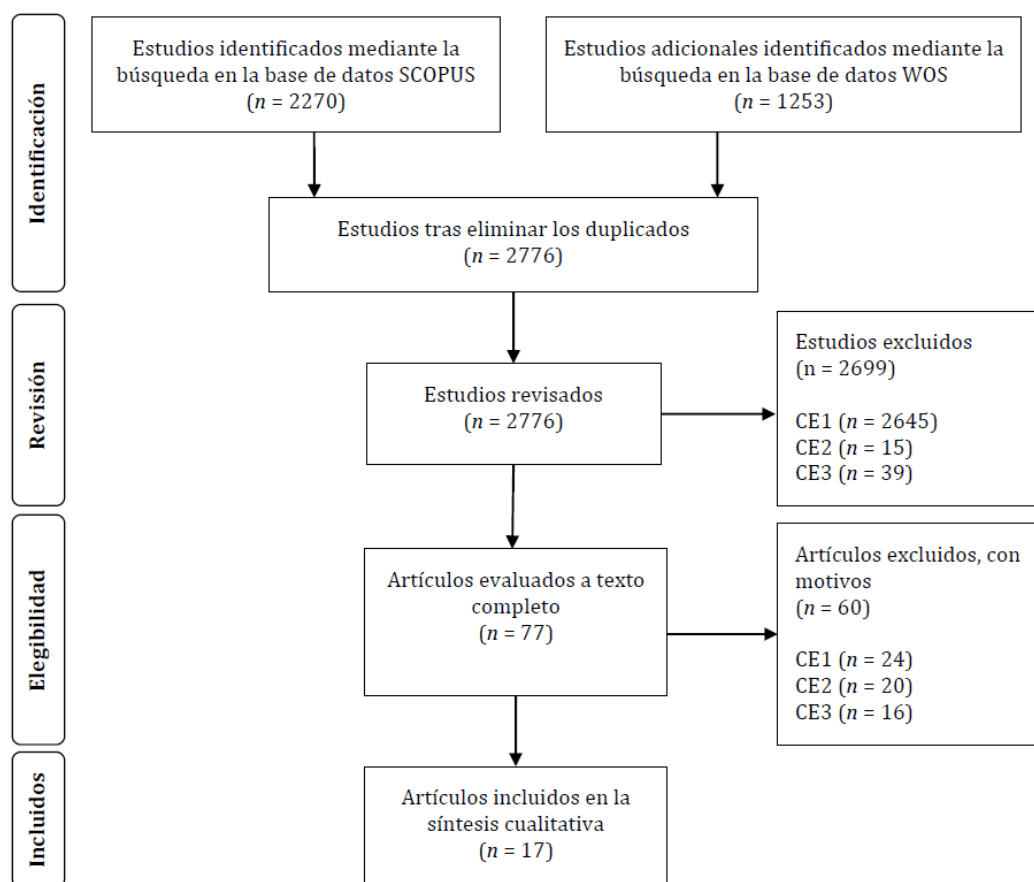 Identificación
Estudios identificados mediante la
búsqueda en la base de datos SCOPUS
(n = 2270)
Estudios adicionales identificados mediante la
búsqueda en la base de datos WOS
(n = 1253)
Estudios tras eliminar los duplicados
(n = 2776)
Revisión
Estudios revisados
(n = 2776)
Estudios excluidos
(n = 2699)
CE1 (n = 2645)
CE2 (n = 15)
CE3 (n = 39)
Elegibilidad
Artículos evaluados a texto
completo
(n = 77)
Artículos excluidos, con
motivos
(n = 60)
CE1 (n = 24)
CE2 (n = 20)
CE3 (n = 16)
Incluidos
Artículos incluidos en la
síntesis cualitativa
(n = 17)